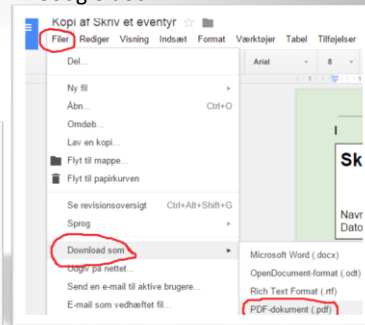 Kopi af Skriv et eventyr
Filer Rediger Visning Indsæt Format Værktøjer Tabel Tilføjelser
Arial 8
Del...
Ny fil
Åbn... Ctrl+O
Omdøb...
Lav en kopi...
Flyt til mappe...
Flyt til papirkurven
Se revisionsoversigt Ctrl+Alt+Shift+G
Sprog
Download som
Udgiv på nettet...
Send en e-mail til aktive brugere...
E-mail som vedhæftet fil...
Microsoft Word (.docx)
OpenDocument-format (.odt)
Rich Text Format (.rtf)
PDF-dokument (.pdf)
Sk
Navr
Dato